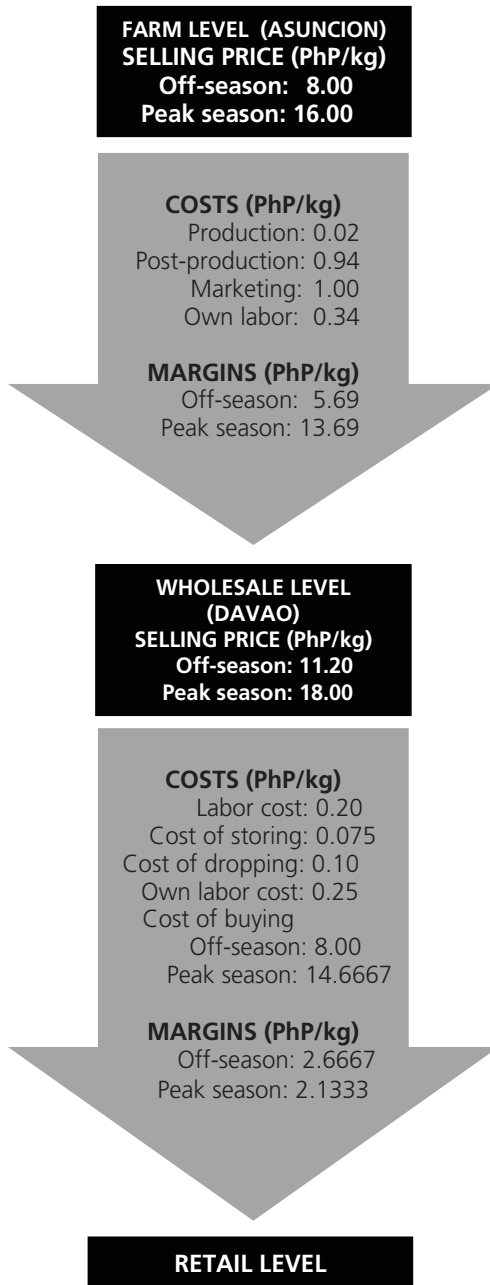 FARM LEVEL (ASUNCION)
SELLING PRICE (PhP/kg)
Off-season: 8.00
Peak season: 16.00
COSTS (PhP/kg)
Production: 0.02
Post-production: 0.94
Marketing: 1.00
Own labor: 0.34
MARGINS (PhP/kg)
Off-season: 5.69
Peak season: 13.69
WHOLESALE LEVEL
(DAVAO)
SELLING PRICE (PhP/kg)
Off-season: 11.20
Peak season: 18.00
COSTS (PhP/kg)
Labor cost: 0.20
Cost of storing: 0.075
Cost of dropping: 0.10
Own labor cost: 0.25
Cost of buying
Off-season: 8.00
Peak season: 14.6667
MARGINS (PhP/kg)
Off-season: 2.6667
Peak season: 2.1333
RETAIL LEVEL